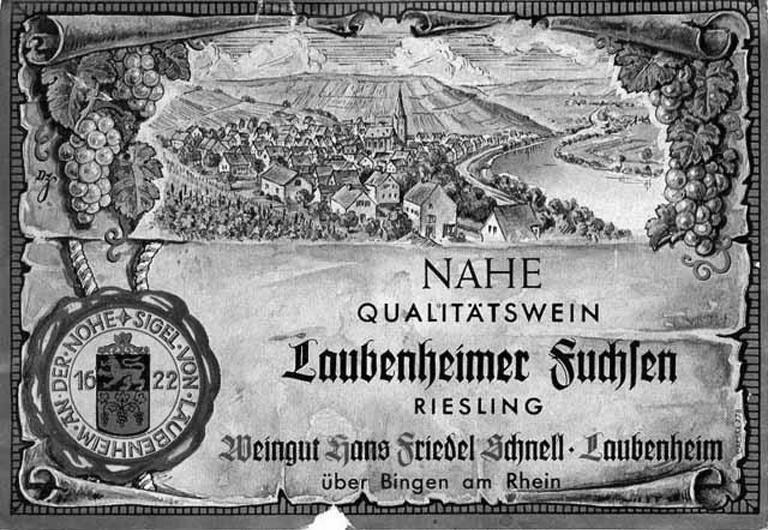 Dz.
NAHE
QUALITÄTSWEIN
Laubenheimer Fuchsen
RIESLING
Weingut Hans Friedel Schnell · Laubenheim
über Bingen am Rhein
SIGEL · VON · LAUBENHEIM · AN · DER · NOHE
16 22